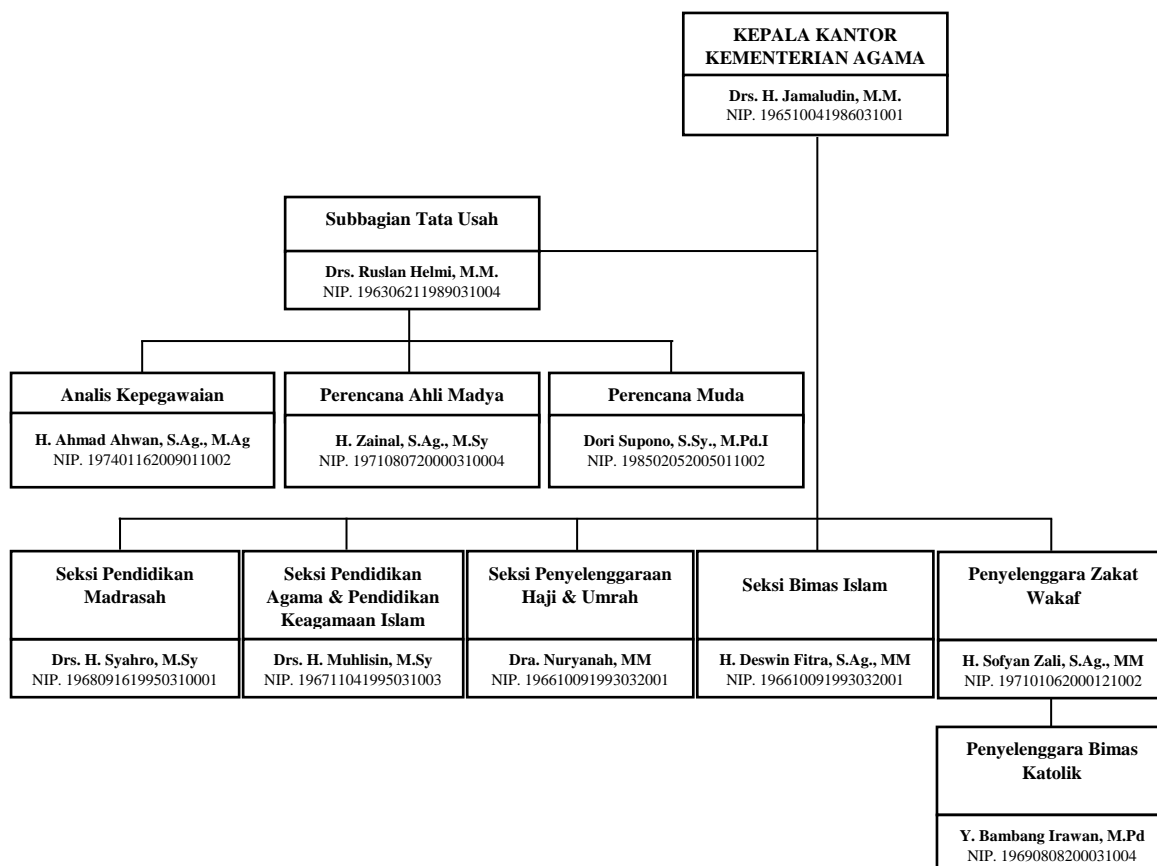 KEPALA KANTOR
KEMENTERIAN AGAMA
Drs. H. Jamaludin, M.M.
NIP. 196510041986031001
Subbagian Tata Usah
Drs. Ruslan Helmi, M.M.
NIP. 196306211989031004
Analis Kepegawaian
H. Ahmad Ahwan, S.Ag., M.Ag
NIP. 197401162009011002
Perencana Ahli Madya
H. Zainal, S.Ag., M.Sy
NIP. 1971080720000310004
Perencana Muda
Dori Supono, S.Sy., M.Pd.I
NIP. 198502052005011002
Seksi Pendidikan
Madrasah
Drs. H. Syahro, M.Sy
NIP. 1968091619950310001
Seksi Pendidikan
Agama & Pendidikan
Keagamaan Islam
Drs. H. Muhlisin, M.Sy
NIP. 196711041995031003
Seksi Penyelenggaraan
Haji & Umrah
Dra. Nuryanah, MM
NIP. 196610091993032001
Seksi Bimas Islam
H. Deswin Fitra, S.Ag., MM
NIP. 196610091993032001
Penyelenggara Zakat
Wakaf
H. Sofyan Zali, S.Ag., MM
NIP. 197101062000121002
Penyelenggara Bimas
Katolik
Y. Bambang Irawan, M.Pd
NIP. 19690808200031004